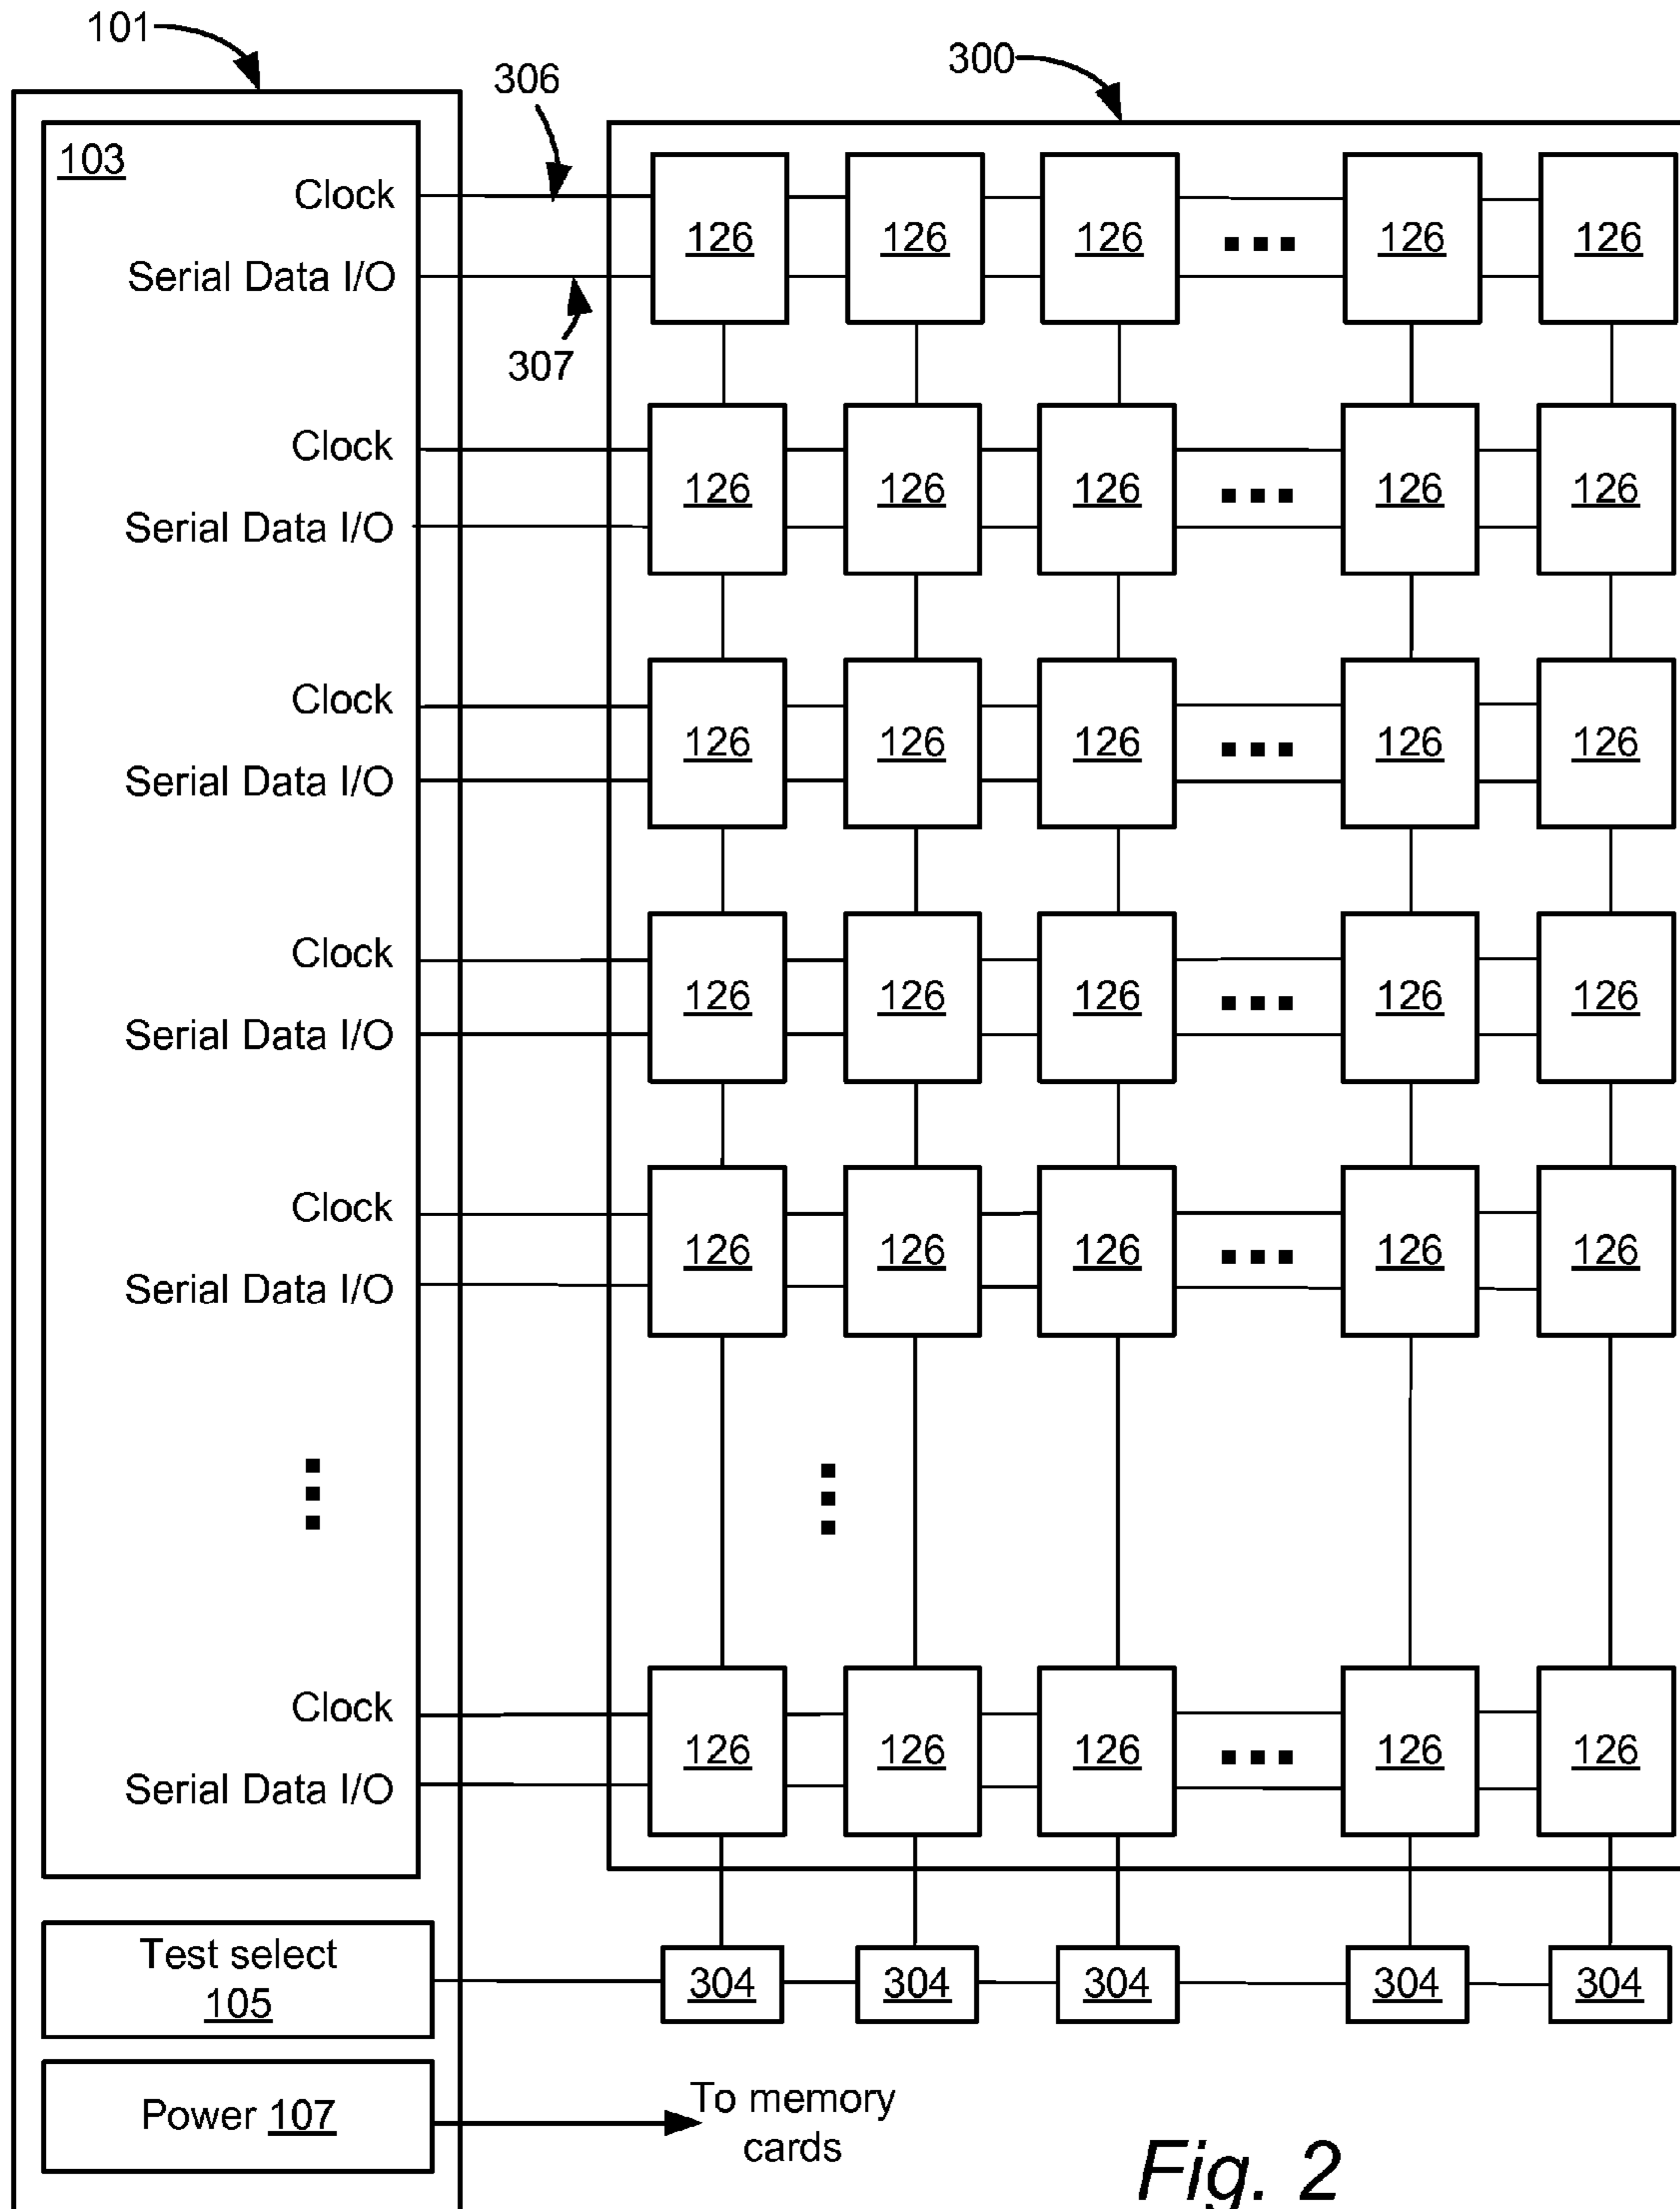 101
306
300
103
Clock
126 126 126 ... 126 126
Serial Data I/O
307
Clock
126 126 126 ... 126 126
Serial Data I/O
Clock
126 126 126 ... 126 126
Serial Data I/O
Clock
126 126 126 ... 126 126
Serial Data I/O
Clock
126 126 126 ... 126 126
Serial Data I/O
Clock
126 126 126 ... 126 126
Serial Data I/O
Test select
105
304 304 304 304 304
Power 107
To memory
cards
Fig. 2